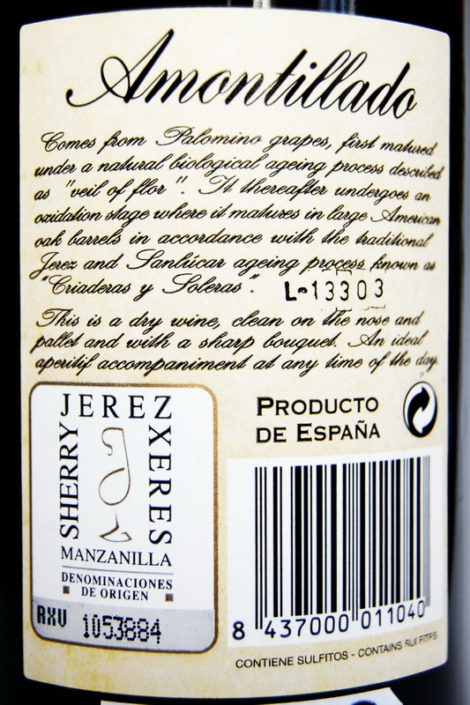 Amontillado
Comes from Palomino grapes, first matured
under a natural biological ageing process described
as "veil of flor". It thereafter undergoes an
oxidation stage where it matures in large American
oak barrels in accordance with the traditional
Jerez and Sanlúcar ageing process known as
"Criaderas y Soleras".
L-13303
This is a dry wine, clean on the nose and
pallet and with a sharp bouquet. An ideal
aperitif accompaniment at any time of the day.
JEREZ
XERES
SHERRY
MANZANILLA
DENOMINACIONES
DE ORIGEN
RXU 1053884
PRODUCTO
DE ESPAÑA
8 437000 011040
CONTIENE SULFITOS - CONTAINS